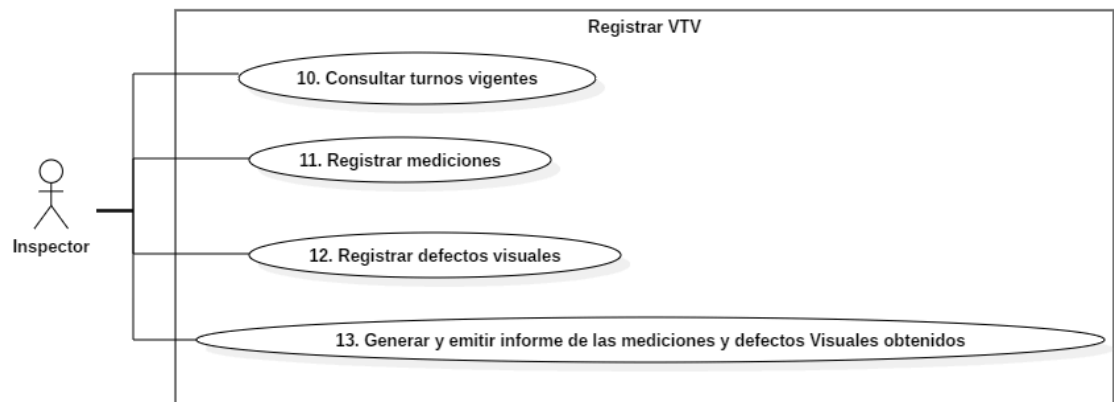 Registrar VTV
10. Consultar turnos vigentes
11. Registrar mediciones
Inspector
12. Registrar defectos visuales
13. Generar y emitir informe de las mediciones y defectos Visuales obtenidos